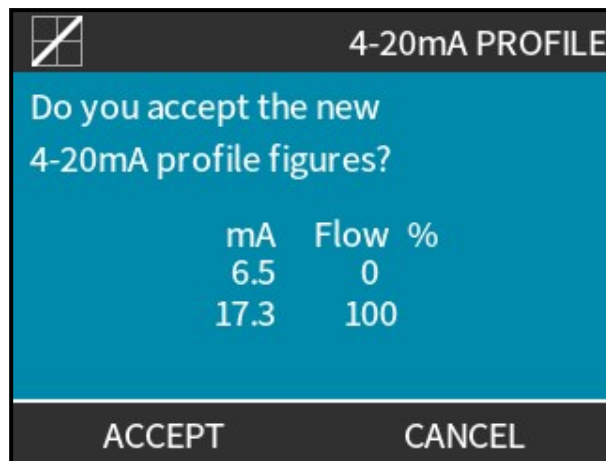 4-20mA PROFILE
Do you accept the new
4-20mA profile figures?
mA Flow %
6.5 0
17.3 100
ACCEPT CANCEL